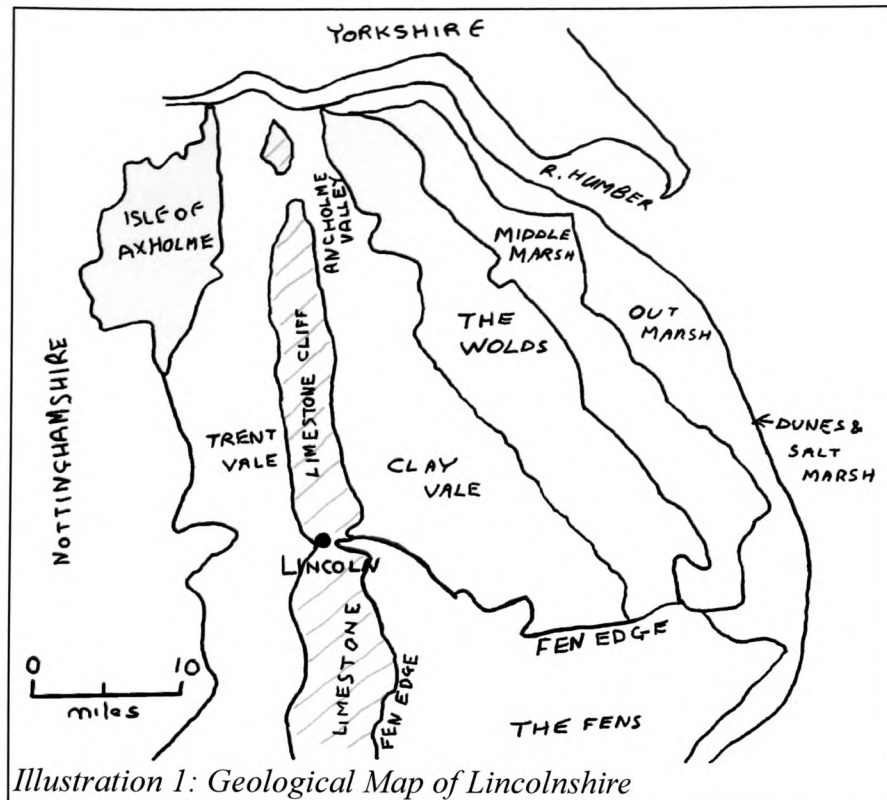 YORKSHIRE
R. HUMBER
ISLE OF
AXHOLME
ANCHOLME
VALLEY
MIDDLE
MARSH
OUT
MARSH
THE
WOLDS
NOTTINGHAMSHIRE
LIMESTONE CLIFF
TRENT
VALE
CLAY
VALE
DUNES &
SALT
MARSH
LINCOLN
LIMESTONE
FEN EDGE
FEN EDGE
THE FENS
0 10
miles
Illustration 1: Geological Map of Lincolnshire